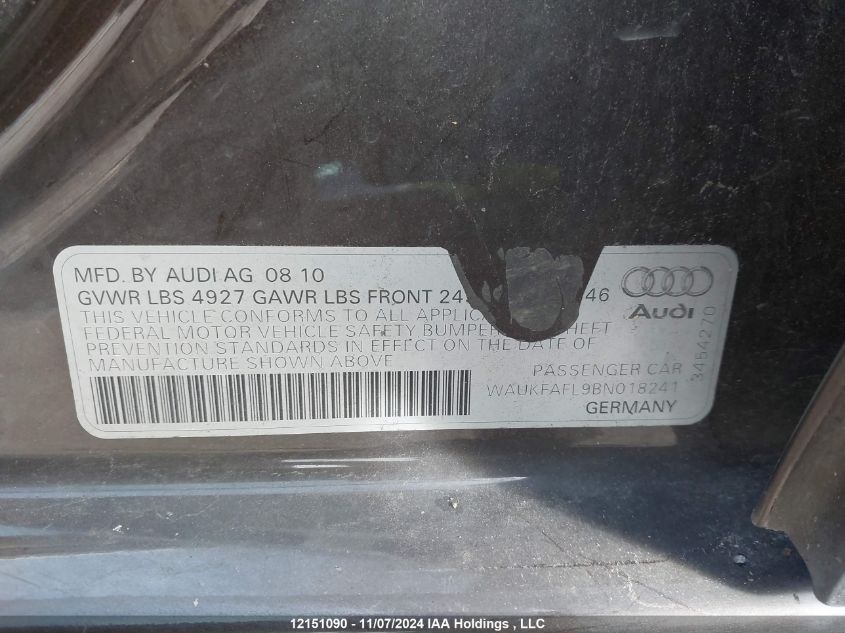 MFD. BY AUDI AG 08 10
GVWR LBS 4927 GAWR LBS FRONT
THIS VEHICLE CONFORMS TO ALL
FEDERAL MOTOR VEHICLE SAFETY BUMPER
PREVENTION STANDARDS IN EFFECT ON THE DATE OF
MANUFACTURE SHOWN ABOVE
PASSENGER CAR
WAUKFAFL9BN018241
GERMANY
Audi
3454270
12151090 - 11/07/2024 IAA Holdings , LLC